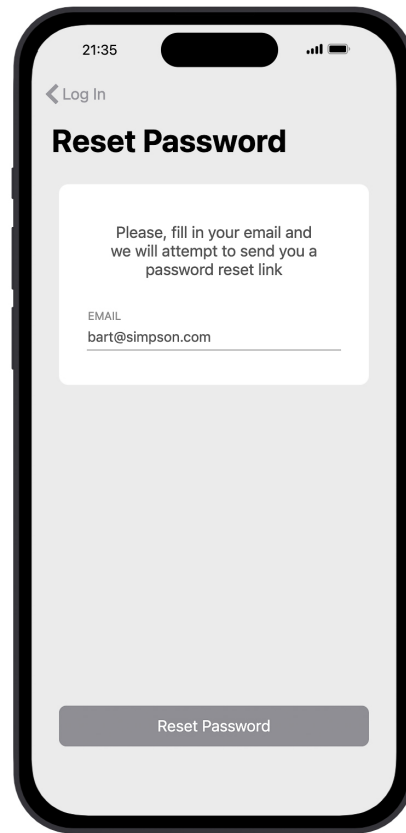 21:35
Log In
Reset Password
Please, fill in your email and
we will attempt to send you a
password reset link
EMAIL
bart@simpson.com
Reset Password